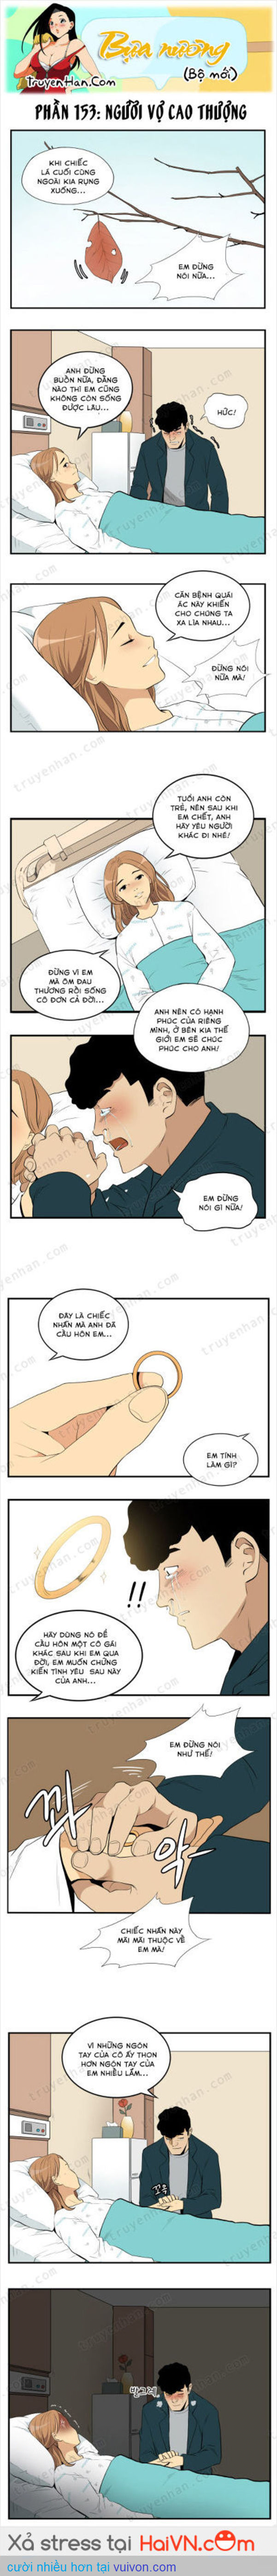 Bựa nương
(Bộ mới)
TruyenHan.Com
PHẦN 153: NGƯỜI VỢ CAO THƯỢNG
KHI CHIẾC
LÁ CUỐI CÙNG
NGOÀI KIA RỤNG
XUỐNG...
EM ĐỪNG
NÓI NỮA...
ANH ĐỪNG
BUỒN NỮA, ĐẰNG
NÀO THÌ EM CŨNG
KHÔNG CÒN SỐNG
ĐƯỢC LÂU...
HỨC!
CĂN BỆNH QUÁI
ÁC NÀY KHIẾN
CHO CHÚNG TA
XA LÌA NHAU...
ĐỪNG NÓI
NỮA MÀ!
TUỔI ANH CÒN
TRẺ, NÊN SAU KHI
EM CHẾT, ANH
HÃY YÊU NGƯỜI
KHÁC ĐI NHÉ!
ĐỪNG VÌ EM
MÀ ÔM ĐAU
THƯƠNG RỒI SỐNG
CÔ ĐƠN CẢ ĐỜI...
ANH NÊN CÓ HẠNH
PHÚC CỦA RIÊNG
MÌNH, Ở BÊN KIA THẾ
GIỚI EM SẼ CHÚC
PHÚC CHO ANH!
EM ĐỪNG
NÓI GÌ NỮA!
ĐÂY LÀ CHIẾC
NHẪN MÀ ANH ĐÃ
CẦU HÔN EM...
EM TÍNH
LÀM GÌ?
!!
HÃY DÙNG NÓ ĐỂ
CẦU HÔN MỘT CÔ GÁI
KHÁC SAU KHI EM QUA
ĐỜI, EM MUỐN CHỨNG
KIẾN TÌNH YÊU SAU NÀY
CỦA ANH...
EM ĐỪNG NÓI
NHƯ THẾ!
꽈
악-
CHIẾC NHẪN NÀY
MÃI MÃI THUỘC VỀ
EM MÀ!
VÌ NHỮNG NGÓN
TAY CỦA CÔ ẤY THON
HƠN NGÓN TAY CỦA
EM NHIỀU LẮM...
꼬옥
Xả stress tại HaiVN.com
cười nhiều hơn tại vuivon.com